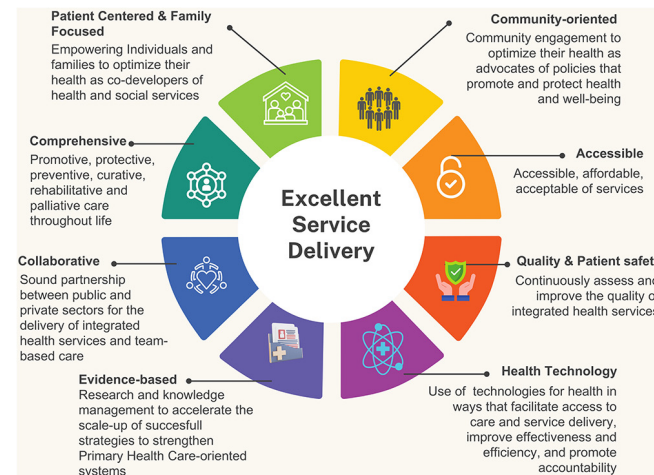 Patient Centered & Family
Focused
Empowering Individuals and
families to optimize their
health as co-developers of
health and social services
Community-oriented
Community engagement to
optimize their health as
advocates of policies that
promote and protect health
and well-being
Comprehensive
Promotive, protective,
preventive, curative,
rehabilitative and
palliative care
throughout life
Accessible
Accessible, affordable,
acceptable of services
Excellent
Service
Delivery
Collaborative
Sound partnership
between public and
private sectors for the
delivery of integrated
health services and team-
based care
Quality & Patient safet
Continuously assess and
improve the quality o
integrated health services
Evidence-based
Research and knowledge
management to accelerate the
scale-up of succesfull
strategies to strengthen
Primary Health Care-oriented
systems
Health Technology
Use of technologies for health in
ways that facilitate access to
care and service delivery,
improve effectiveness and
efficiency, and promote
accountability